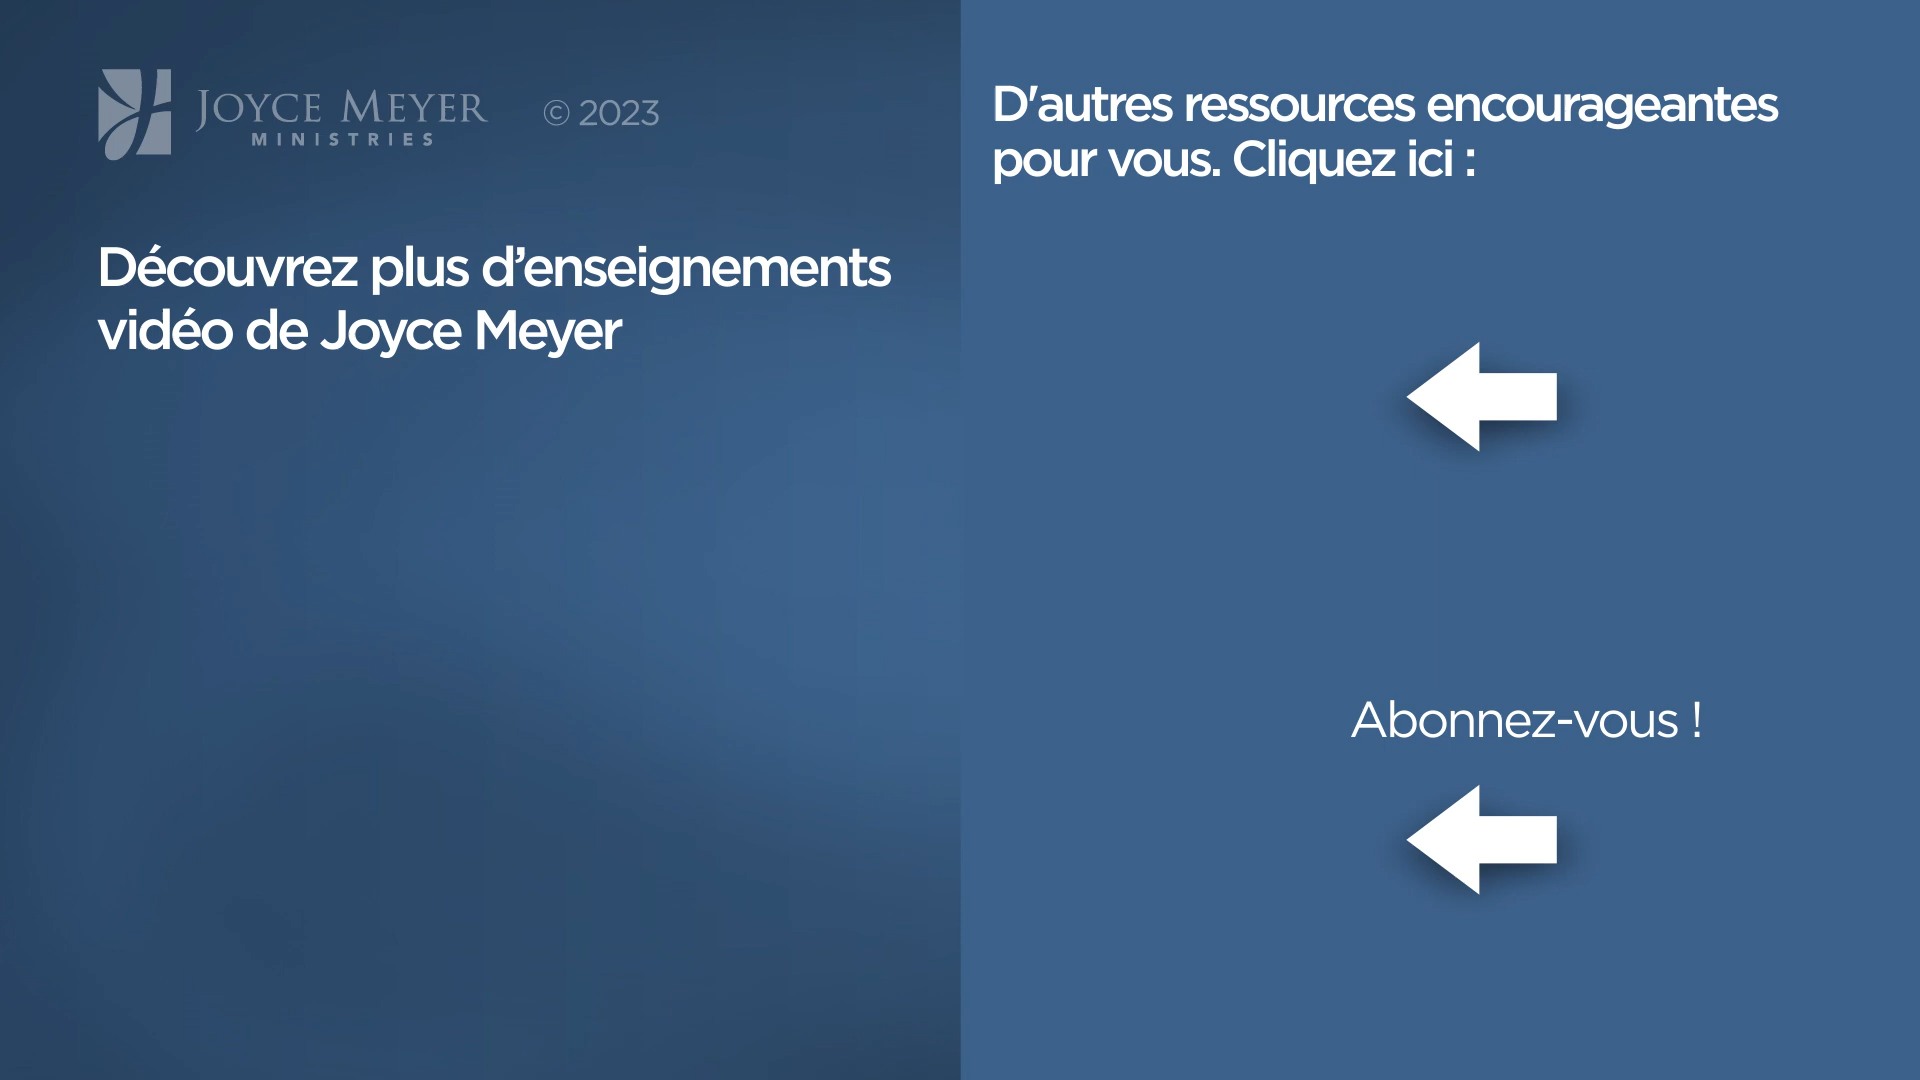 JOYCE MEYER
MINISTRIES
© 2023
Découvrez plus d’enseignements
vidéo de Joyce Meyer
D'autres ressources encourageantes
pour vous. Cliquez ici :
Abonnez-vous !